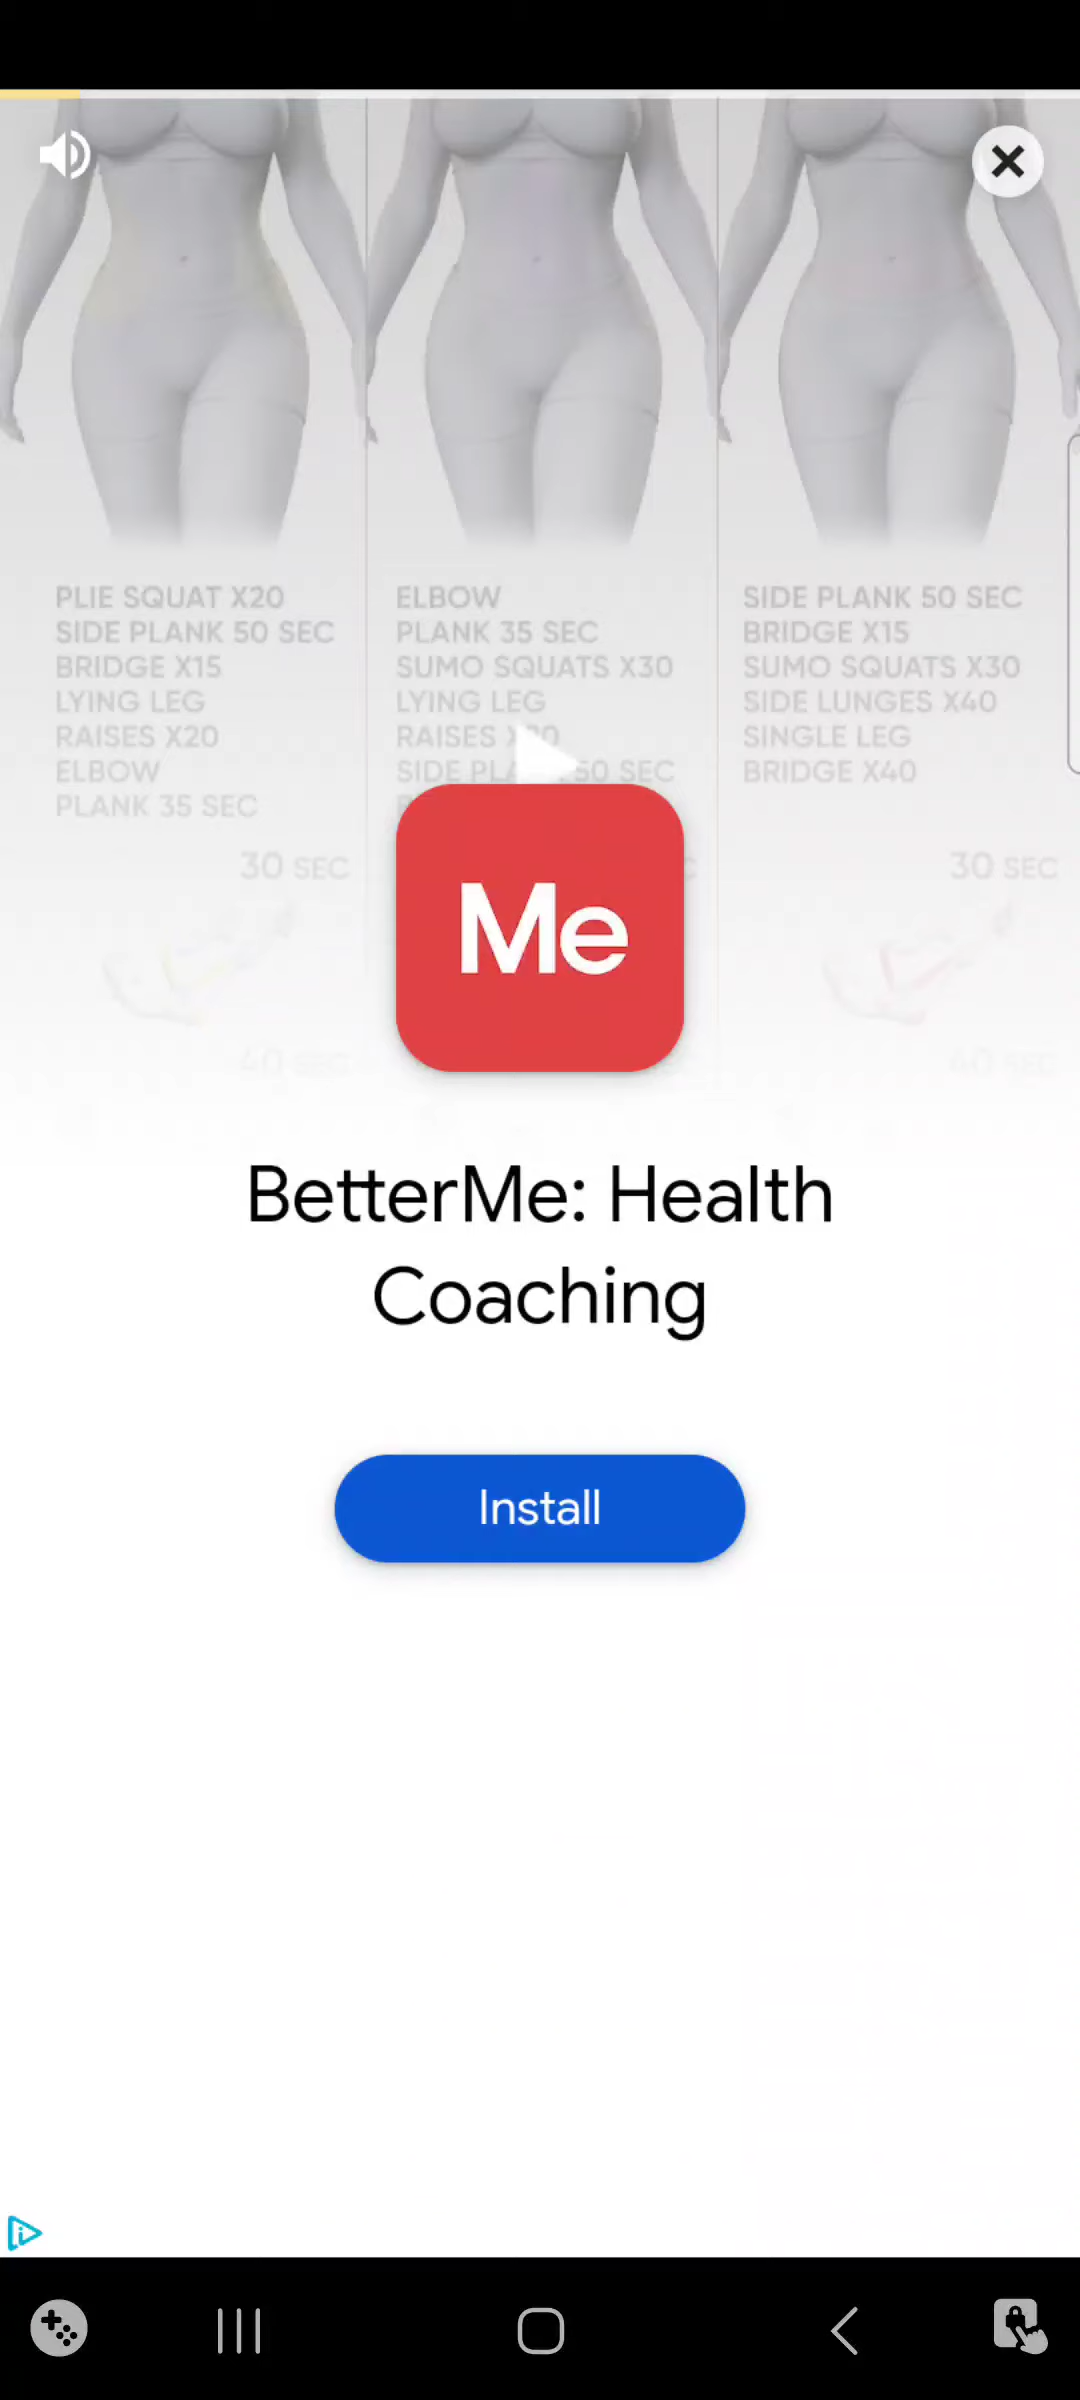 PLIE SQUAT X20
SIDE PLANK 50 SEC
BRIDGE X15
LYING LEG
RAISES X20
ELBOW
PLANK 35 SEC
30 SEC
40 SEC
ELBOW
PLANK 35 SEC
SUMO SQUATS X30
LYING LEG
RAISES
SIDE 50 SEC
SIDE PLANK 50 SEC
BRIDGE X15
SUMO SQUATS X30
SIDE LUNGES X40
SINGLE LEG
BRIDGE X40
30 SEC
Me
BetterMe: Health
Coaching
Install